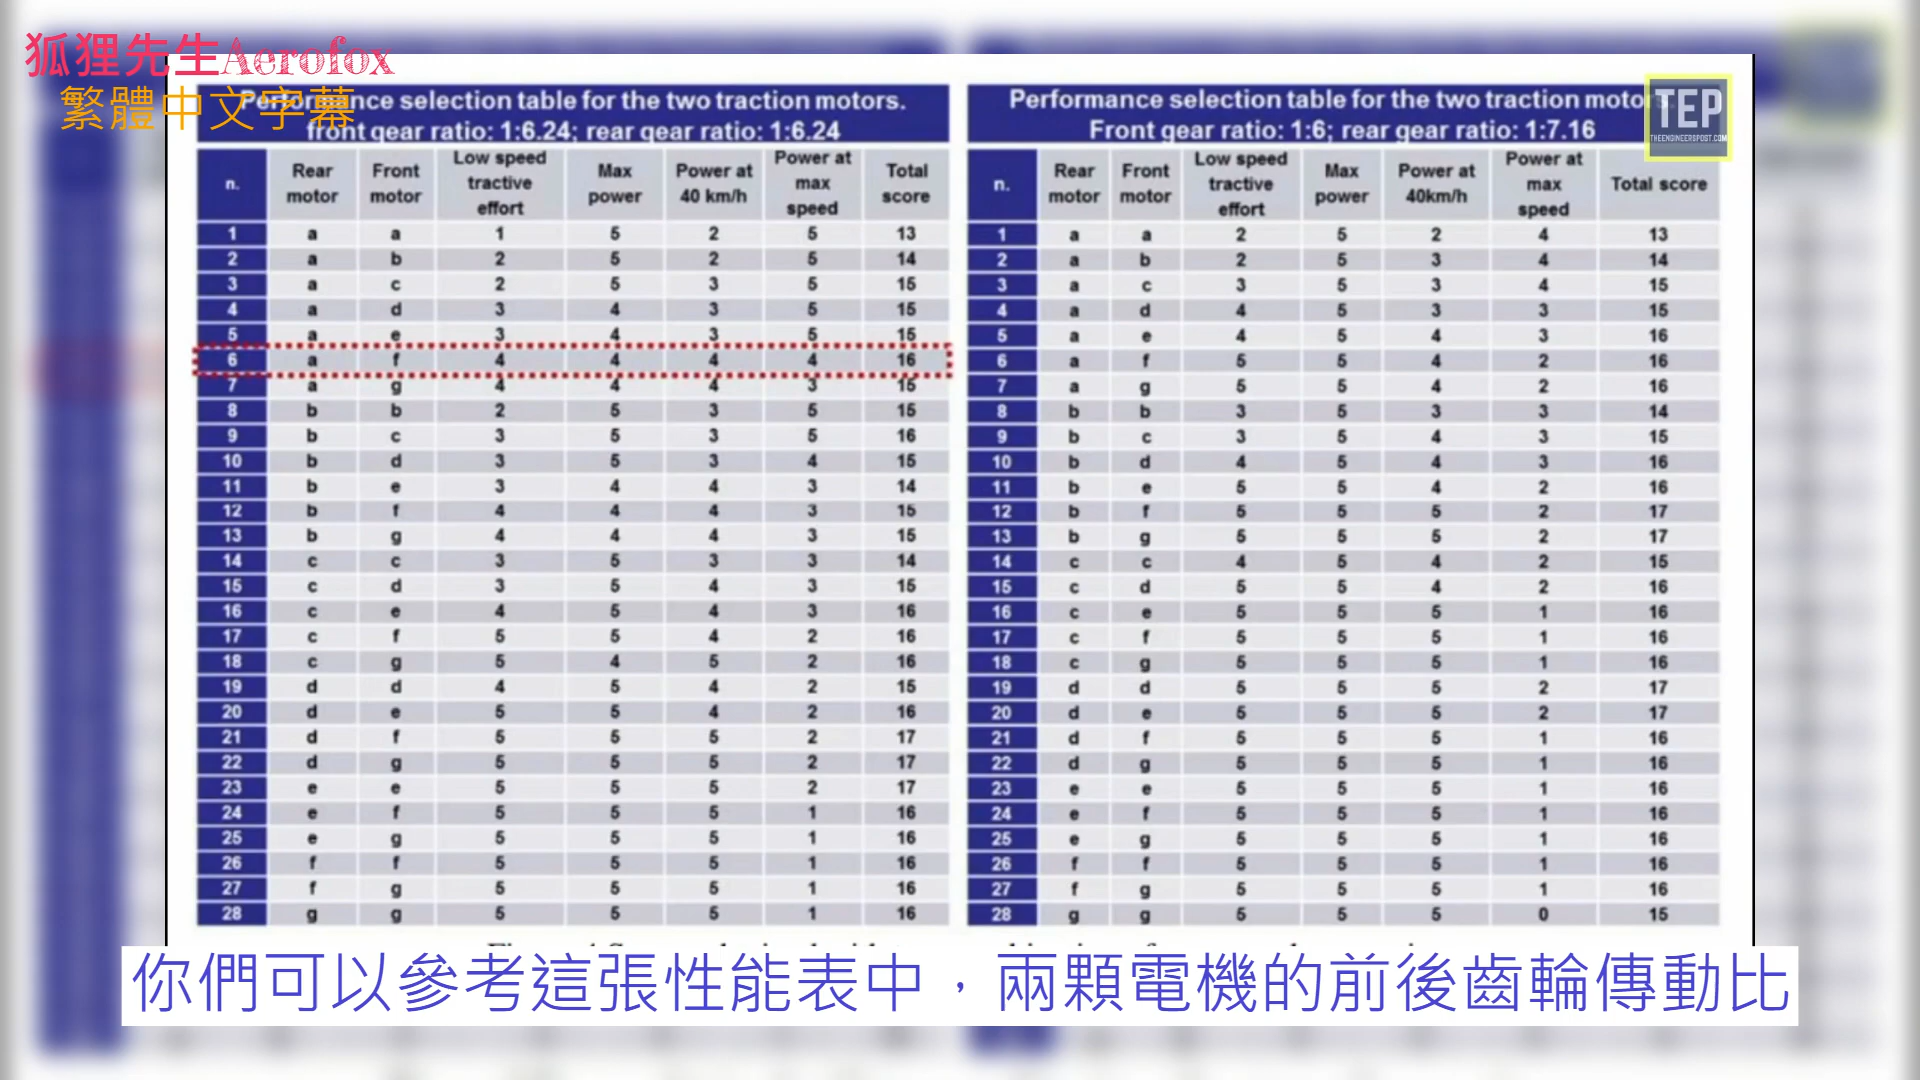 狐狸先生Aerofox
繁體中文字幕
Performance selection table for the two traction motors.
front gear ratio: 1:6.24; rear gear ratio: 1:6.24
n. Rear motor Front motor Low speed tractive effort Max power Power at 40 km/h Power at max speed Total score
1 a a 1 5 2 5 13
2 a b 2 5 2 5 14
3 a c 2 5 3 5 15
4 a d 3 4 3 5 15
5 a e 3 4 3 5 15
6 a f 4 4 4 4 16
7 a g 4 4 4 3 15
8 b b 2 5 3 5 15
9 b c 3 5 3 5 16
10 b d 3 5 3 4 15
11 b e 3 4 4 3 14
12 b f 4 4 4 3 15
13 b g 4 4 4 3 15
14 c c 3 5 3 3 14
15 c d 3 5 4 3 15
16 c e 4 5 4 3 16
17 c f 5 5 4 2 16
18 c g 5 4 5 2 16
19 d d 4 5 4 2 15
20 d e 5 5 4 2 16
21 d f 5 5 5 2 17
22 d g 5 5 5 2 17
23 e e 5 5 5 2 17
24 e f 5 5 5 1 16
25 e g 5 5 5 1 16
26 f f 5 5 5 1 16
27 f g 5 5 5 1 16
28 g g 5 5 5 1 16
Performance selection table for the two traction motors.
Front gear ratio: 1:6; rear gear ratio: 1:7.16
TEP
THEENGINEERSPOST.COM
n. Rear motor Front motor Low speed tractive effort Max power Power at 40km/h Power at max speed Total score
1 a a 2 5 2 4 13
2 a b 2 5 3 4 14
3 a c 3 5 3 4 15
4 a d 4 5 3 3 15
5 a e 4 5 4 3 16
6 a f 5 5 4 2 16
7 a g 5 5 4 2 16
8 b b 3 5 3 3 14
9 b c 3 5 4 3 15
10 b d 4 5 4 3 16
11 b e 5 5 4 2 16
12 b f 5 5 5 2 17
13 b g 5 5 5 2 17
14 c c 4 5 4 2 15
15 c d 5 5 4 2 16
16 c e 5 5 5 1 16
17 c f 5 5 5 1 16
18 c g 5 5 5 1 16
19 d d 5 5 5 2 17
20 d e 5 5 5 2 17
21 d f 5 5 5 1 16
22 d g 5 5 5 1 16
23 e e 5 5 5 1 16
24 e f 5 5 5 1 16
25 e g 5 5 5 1 16
26 f f 5 5 5 1 16
27 f g 5 5 5 1 16
28 g g 5 5 5 0 15
你們可以參考這張性能表中，兩顆電機的前後齒輪傳動比